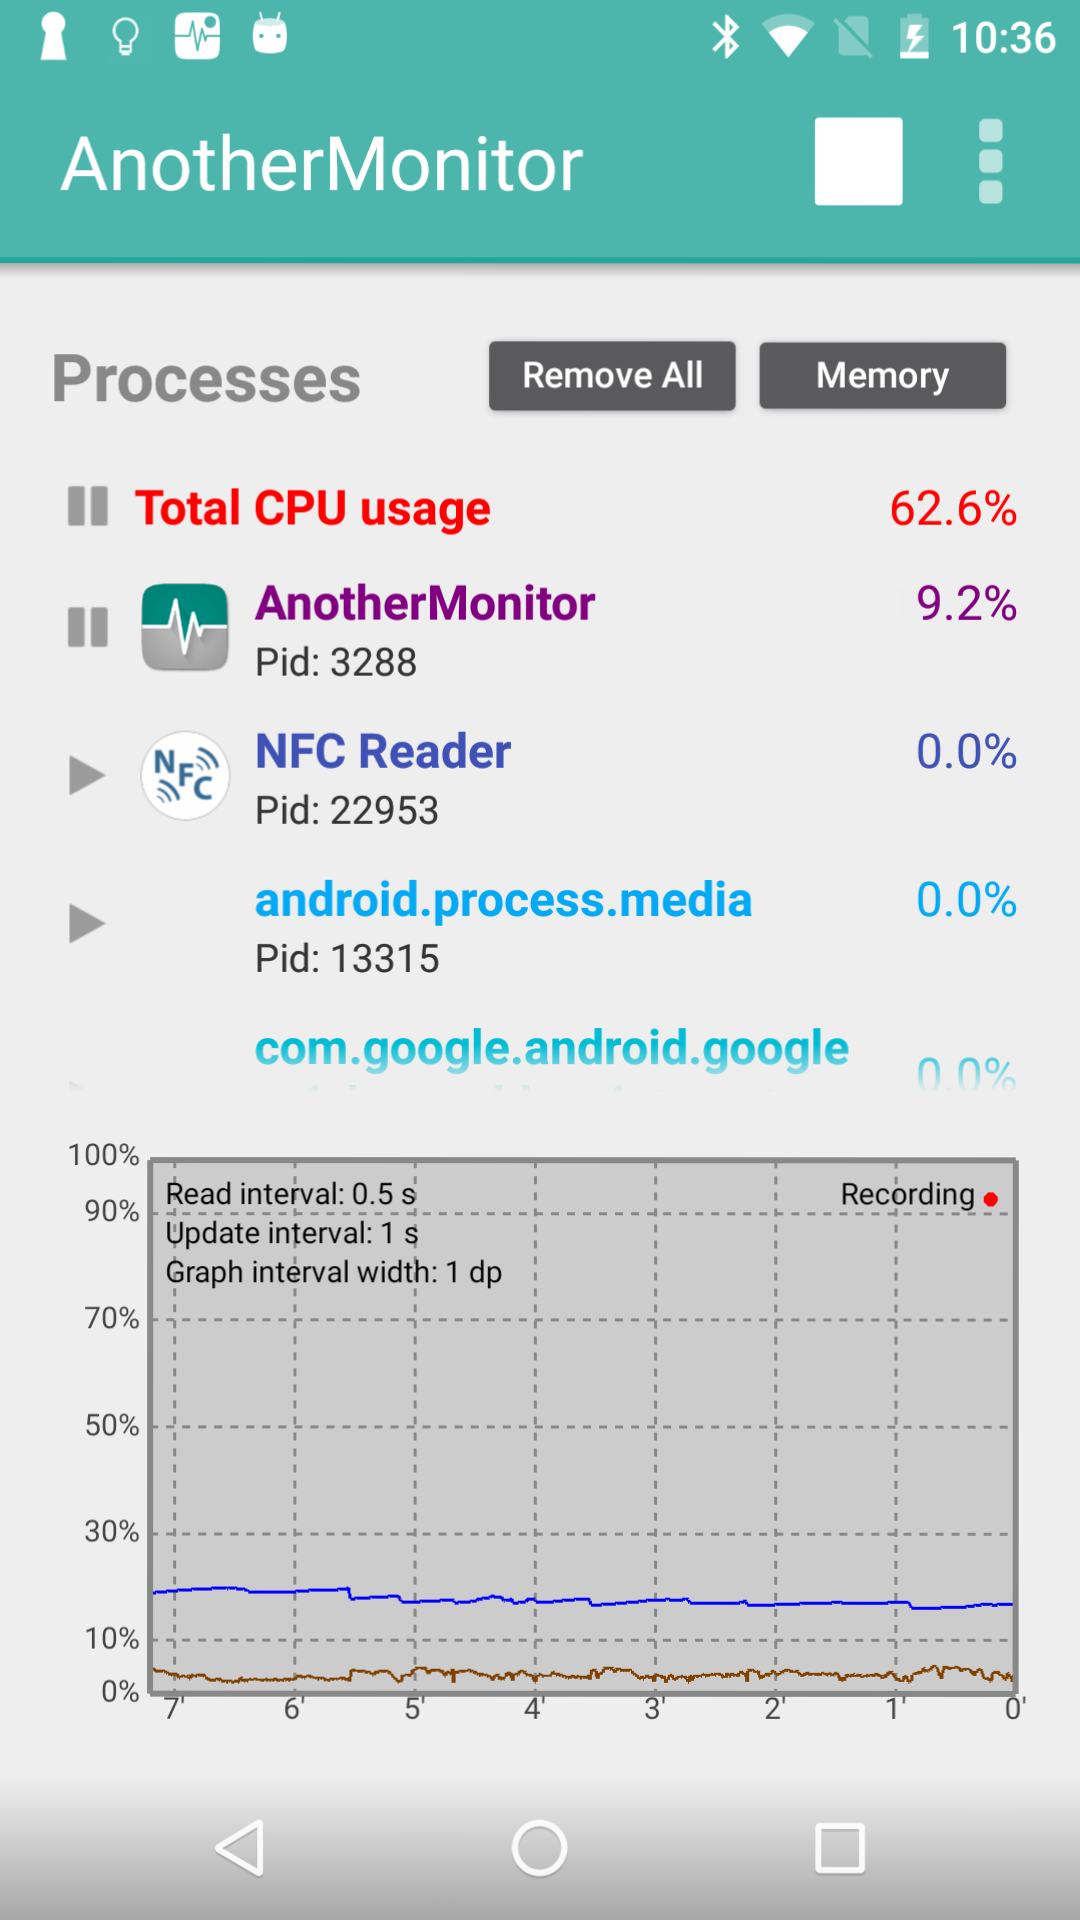 10:36
AnotherMonitor
Processes
Remove All
Memory
Total CPU usage
62.6%
AnotherMonitor
9.2%
Pid: 3288
NFC
NFC Reader
0.0%
Pid: 22953
android.process.media
0.0%
Pid: 13315
com.google.android.google
0.0%
100%
Read interval: 0.5 s
Recording
90%
Update interval: 1 s
Graph interval width: 1 dp
70%
50%
30%
10%
0%
7' 6' 5' 4' 3' 2' 1' 0'